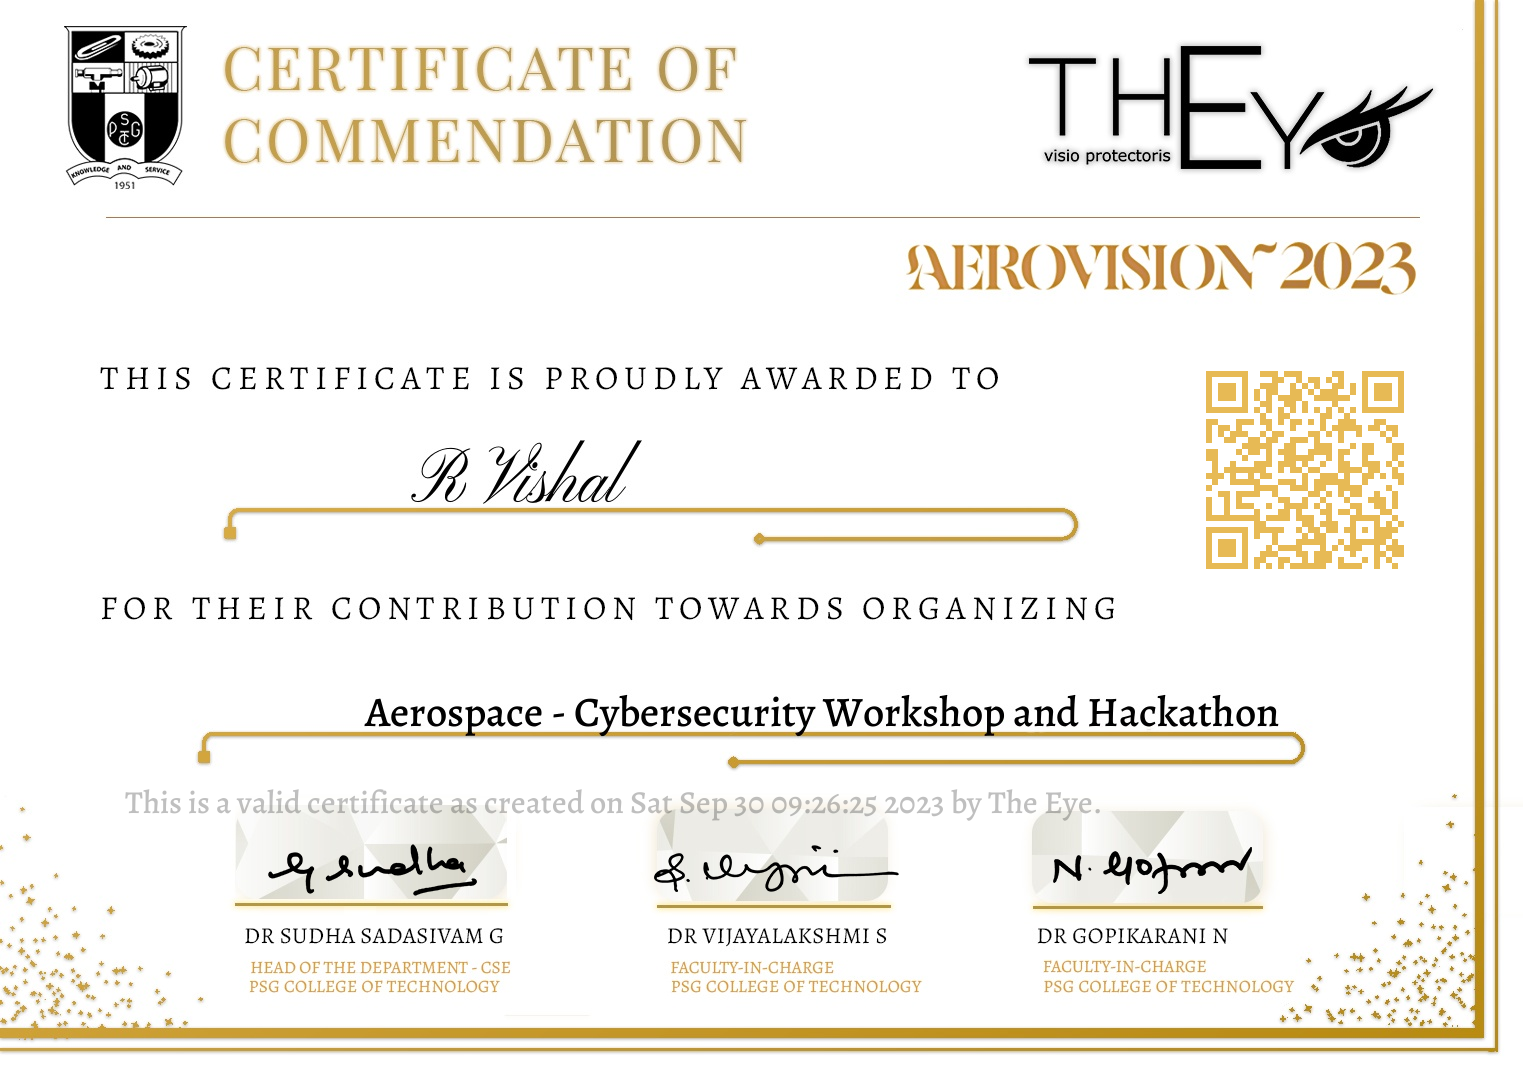 CERTIFICATE OF
COMMENDATION
PSG
CT
KNOWLEDGE AND SERVICE
1951
THEYE
visio protectoris
AEROVISION~2023
THIS CERTIFICATE IS PROUDLY AWARDED TO
R Vishal
FOR THEIR CONTRIBUTION TOWARDS ORGANIZING
Aerospace - Cybersecurity Workshop and Hackathon
This is a valid certificate as created on Sat Sep 30 09:26:25 2023 by The Eye.
G Sudha
N. Gof
DR SUDHA SADASIVAM G
HEAD OF THE DEPARTMENT - CSE
PSG COLLEGE OF TECHNOLOGY
DR VIJAYALAKSHMI S
FACULTY-IN-CHARGE
PSG COLLEGE OF TECHNOLOGY
DR GOPIKARANI N
FACULTY-IN-CHARGE
PSG COLLEGE OF TECHNOLOGY